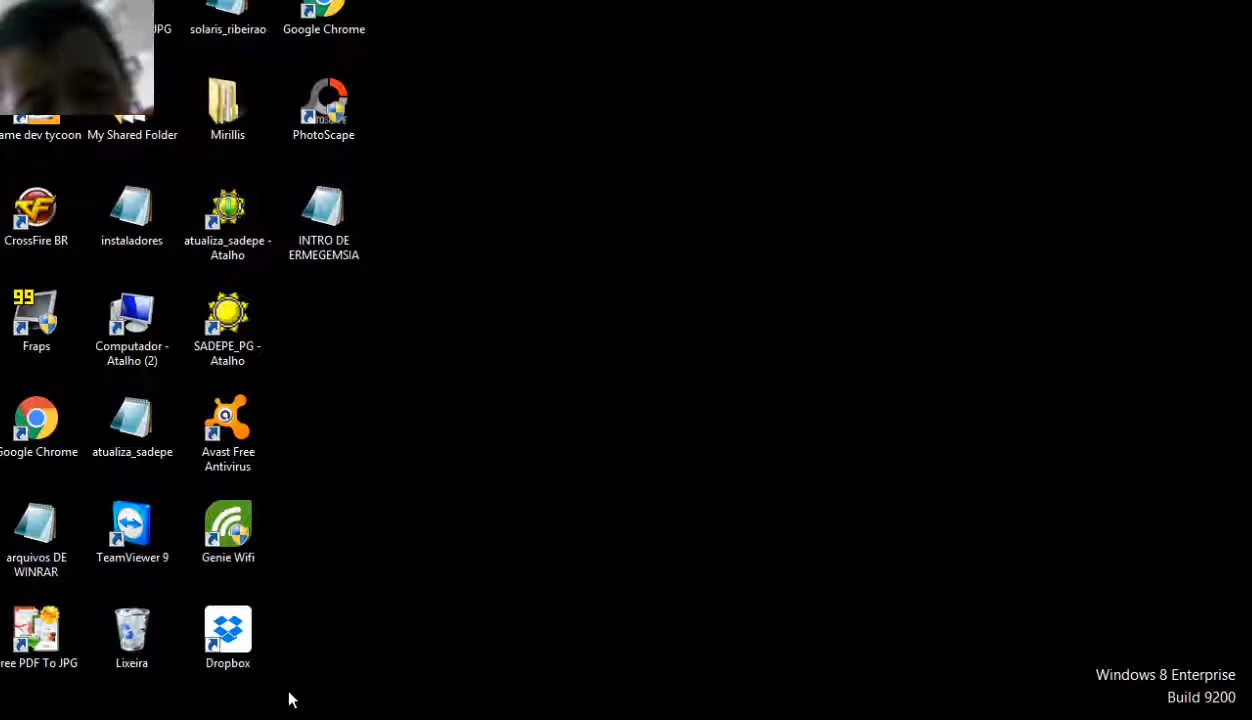 JPG
solaris_ribeirao
Google Chrome
ame dev tycoon
My Shared Folder
Mirillis
PhotoScape
CrossFire BR
instaladores
atualiza_sadepe -
Atalho
INTRO DE
ERMEGEMSIA
99
Fraps
Computador -
Atalho (2)
SADEPE_PG -
Atalho
Google Chrome
atualiza_sadepe
Avast Free
Antivirus
arquivos DE
WINRAR
TeamViewer 9
Genie Wifi
ree PDF To JPG
Lixeira
Dropbox
Windows 8 Enterprise
Build 9200